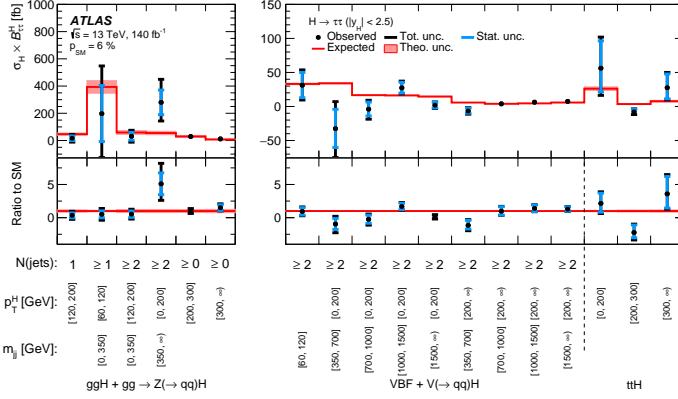 ATLAS
√s = 13 TeV, 140 fb⁻¹
p_SM = 6 %
σ_H × B^H_ττ [fb]
800
600
400
200
0
Ratio to SM
5
0
H → ττ (|y_H| < 2.5)
Observed Tot. unc. Stat. unc.
Expected Theo. unc.
100
50
0
−50
5
0
N(jets): 1 ≥ 1 ≥ 2 ≥ 2 ≥ 0 ≥ 0 ≥ 2 ≥ 2 ≥ 2 ≥ 2 ≥ 2 ≥ 2 ≥ 2 ≥ 2 ≥ 2
p_T^H [GeV]: [120, 200] [60, 120] [120, 200] [0, 200] [200, 300] [300, ∞] [0, 200] [0, 200] [0, 200] [0, 200] [200, ∞] [200, ∞] [200, ∞] [200, ∞] [0, 200] [200, 300] [300, ∞]
m_jj [GeV]: [0, 350] [0, 350] [350, ∞) [60, 120] [350, 700] [700, 1000] [1000, 1500] [1500, ∞) [350, 700] [700, 1000] [1000, 1500] [1500, ∞)
ggH + gg → Z(→ qq)H VBF + V(→ qq)H ttH